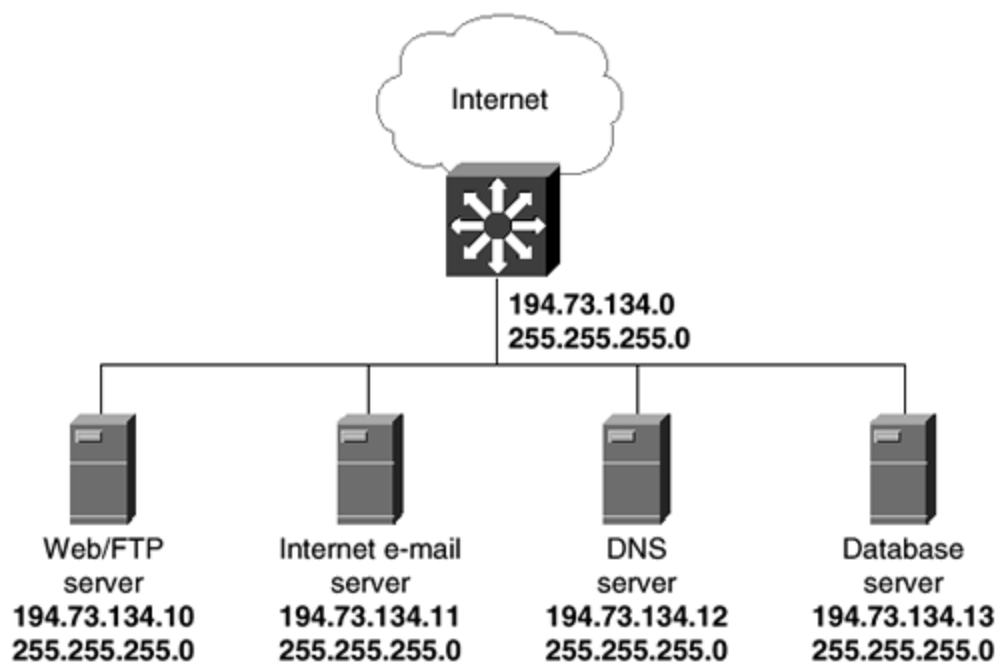 Internet
194.73.134.0
255.255.255.0
Web/FTP
server
194.73.134.10
255.255.255.0
Internet e-mail
server
194.73.134.11
255.255.255.0
DNS
server
194.73.134.12
255.255.255.0
Database
server
194.73.134.13
255.255.255.0